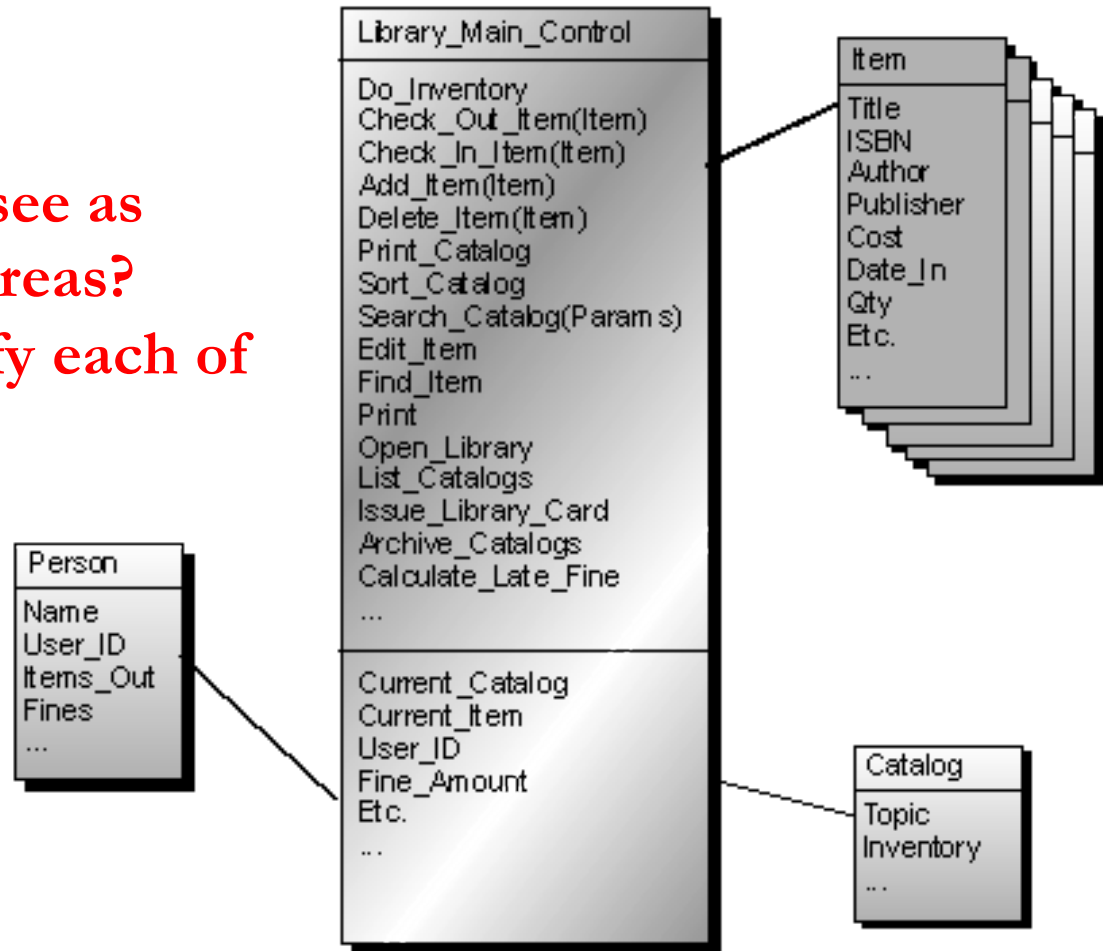 see as
reas?
fy each of
Library_Main_Control
Do_Inventory
Check_Out_Item(Item)
Check_In_Item(Item)
Add_Item(Item)
Delete_Item(Item)
Print_Catalog
Sort_Catalog
Search_Catalog(Params)
Edit_Item
Find_Item
Print
Open_Library
List_Catalogs
Issue_Library_Card
Archive_Catalogs
Calculate_Late_Fine
...
Current_Catalog
Current_Item
User_ID
Fine_Amount
Etc.
...
Item
Title
ISBN
Author
Publisher
Cost
Date_In
Qty
Etc.
...
Person
Name
User_ID
Items_Out
Fines
...
Catalog
Topic
Inventory
...